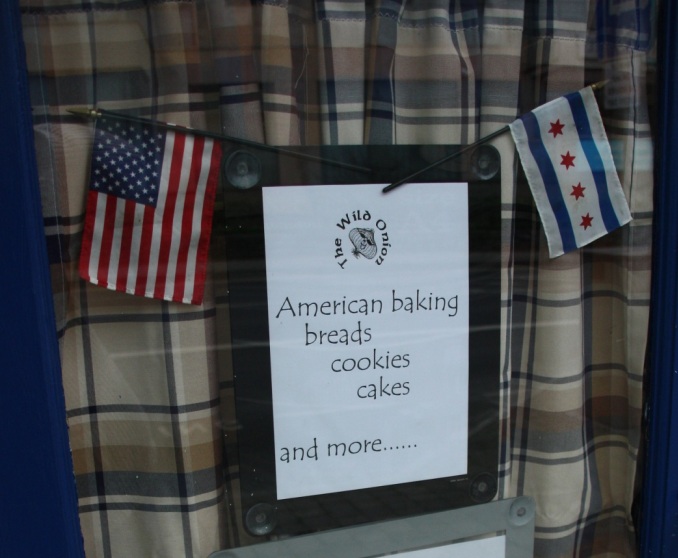 The Wild Onion
American baking
breads
cookies
cakes
and more......